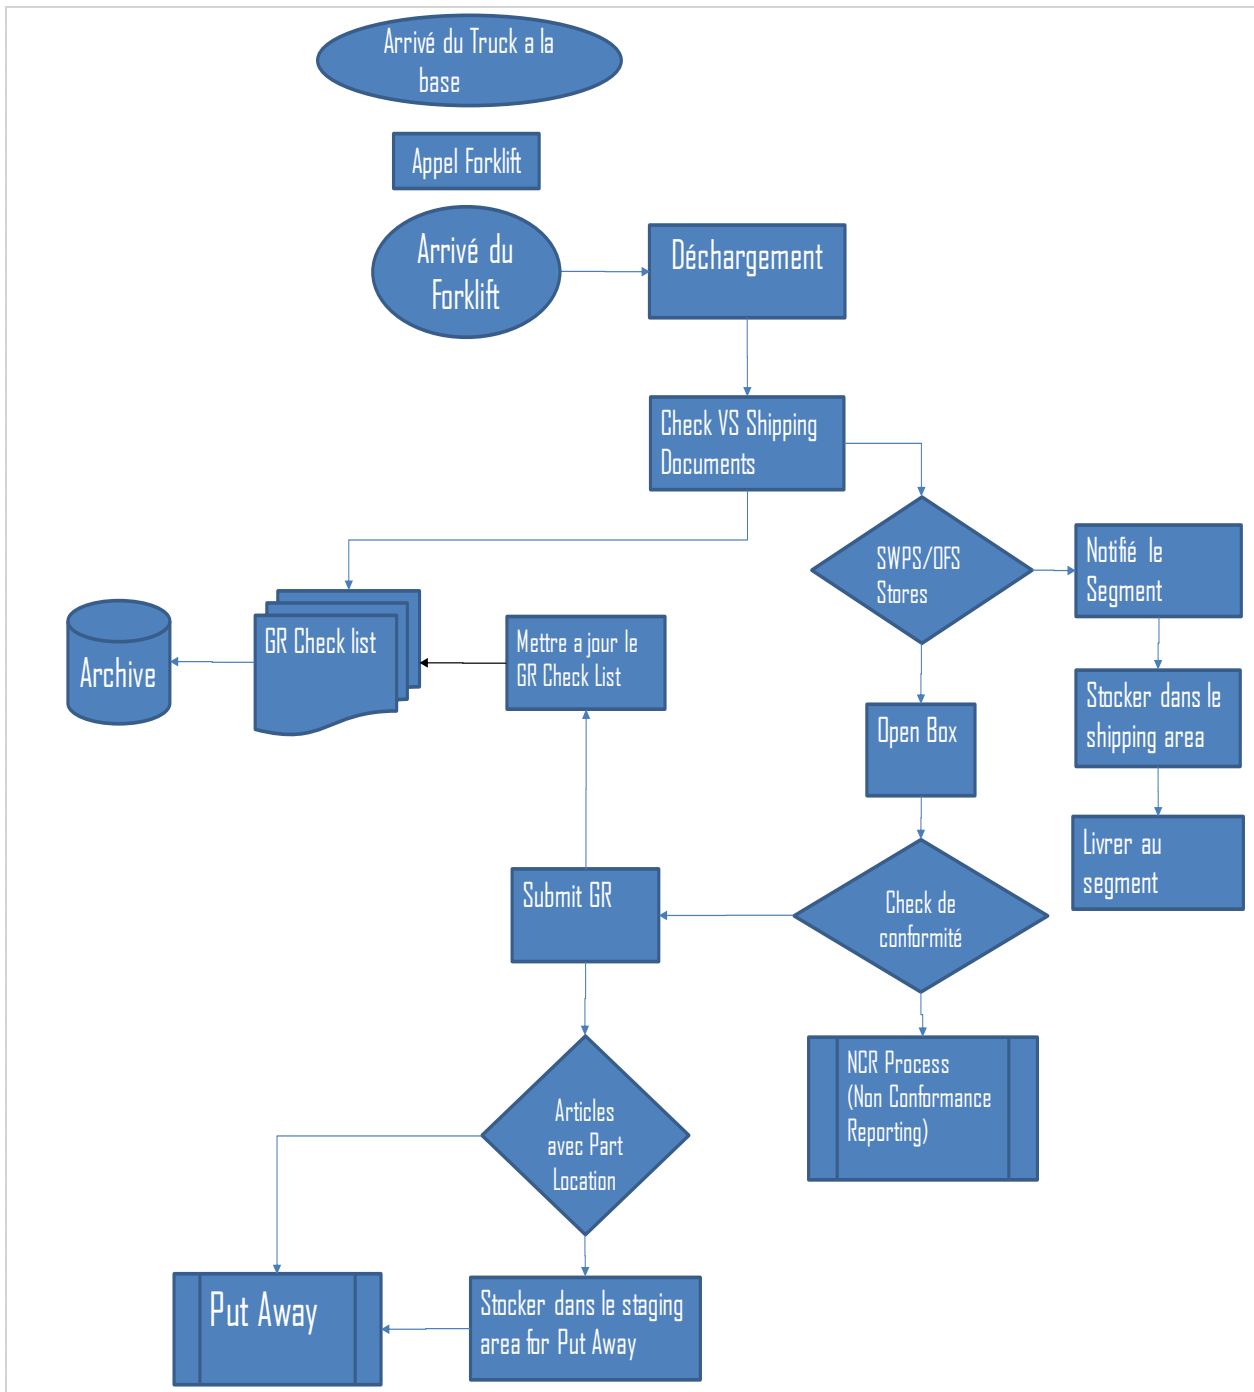 Arrivé du Truck a la
base
Appel Forklift
Arrivé du
Forklift
Déchargement
Check VS Shipping
Documents
SWPS/OFS
Stores
Notifié le
Segment
GR Check list
Mettre a jour le
GR Check List
Archive
Stocker dans le
shipping area
Open Box
Livrer au
segment
Submit GR
Check de
conformité
NCR Process
(Non Conformance
Reporting)
Articles
avec Part
Location
Put Away
Stocker dans le staging
area for Put Away